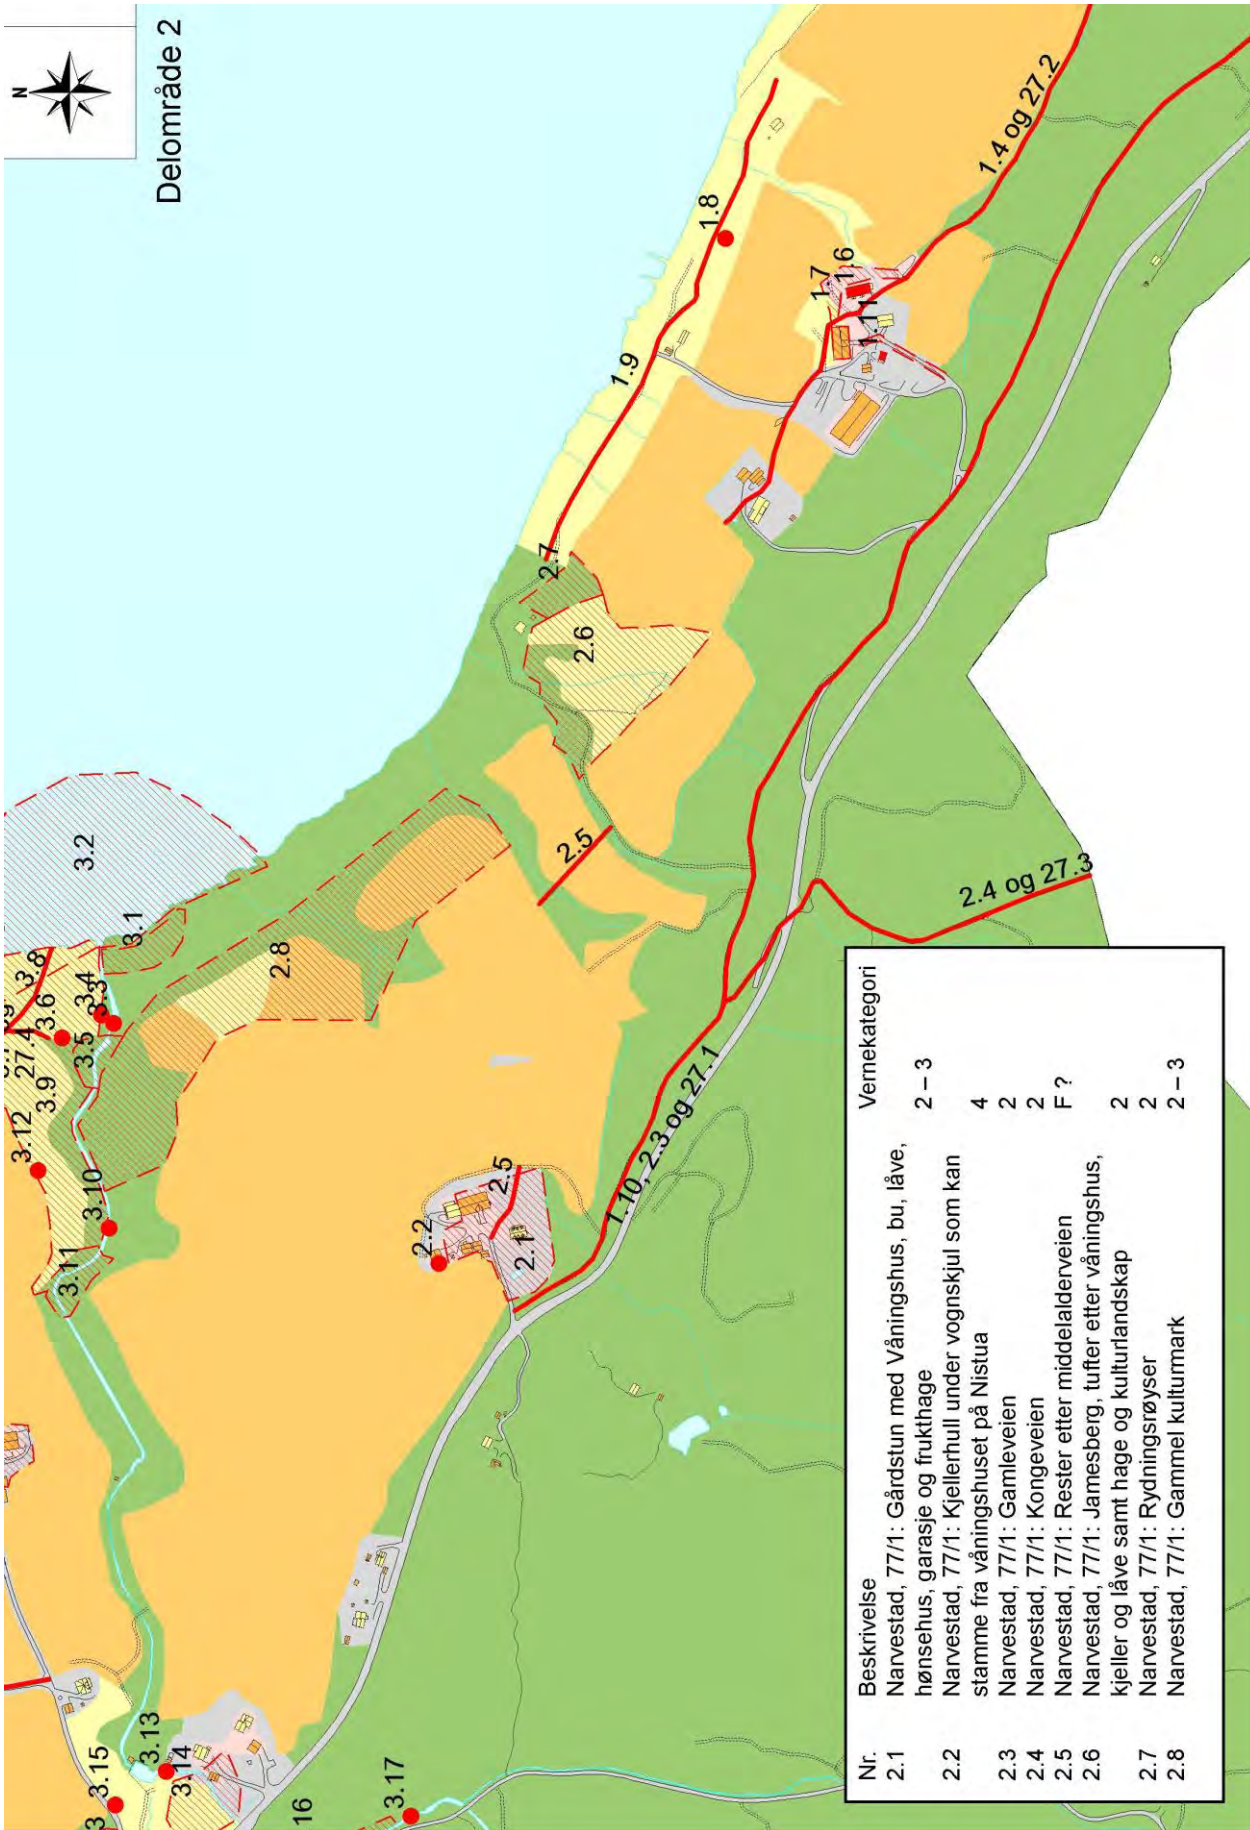 N
Delområde 2
3.2
3.1
3.8
3.4
3.3
3.6
3.5
27.4
3.9
3.12
3.10
3.11
3.15
3.13
3.14
3.17
16
3
2.8
2.5
2.6
2.7
1.9
1.8
1.7
1.6
1.11
1.4 og 27.2
2.4 og 27.3
1.10, 2.3 og 27.1
2.2
2.5
2.1
Nr. Beskrivelse Vernekategori
2.1 Narvestad, 77/1: Gårdstun med Våningshus, bu, låve,
hønsehus, garasje og frukthage 2 – 3
2.2 Narvestad, 77/1: Kjellerhull under vognskjul som kan
stamme fra våningshuset på Nistua 4
2.3 Narvestad, 77/1: Gamleveien 2
2.4 Narvestad, 77/1: Kongeveien 2
2.5 Narvestad, 77/1: Rester etter middelalderveien F ?
2.6 Narvestad, 77/1: Jamnesberg, tufter etter våningshus,
kjeller og låve samt hage og kulturlandskap 2
2.7 Narvestad, 77/1: Rydningsrøyser 2
2.8 Narvestad, 777/1: Gammel kulturmark 2 – 3